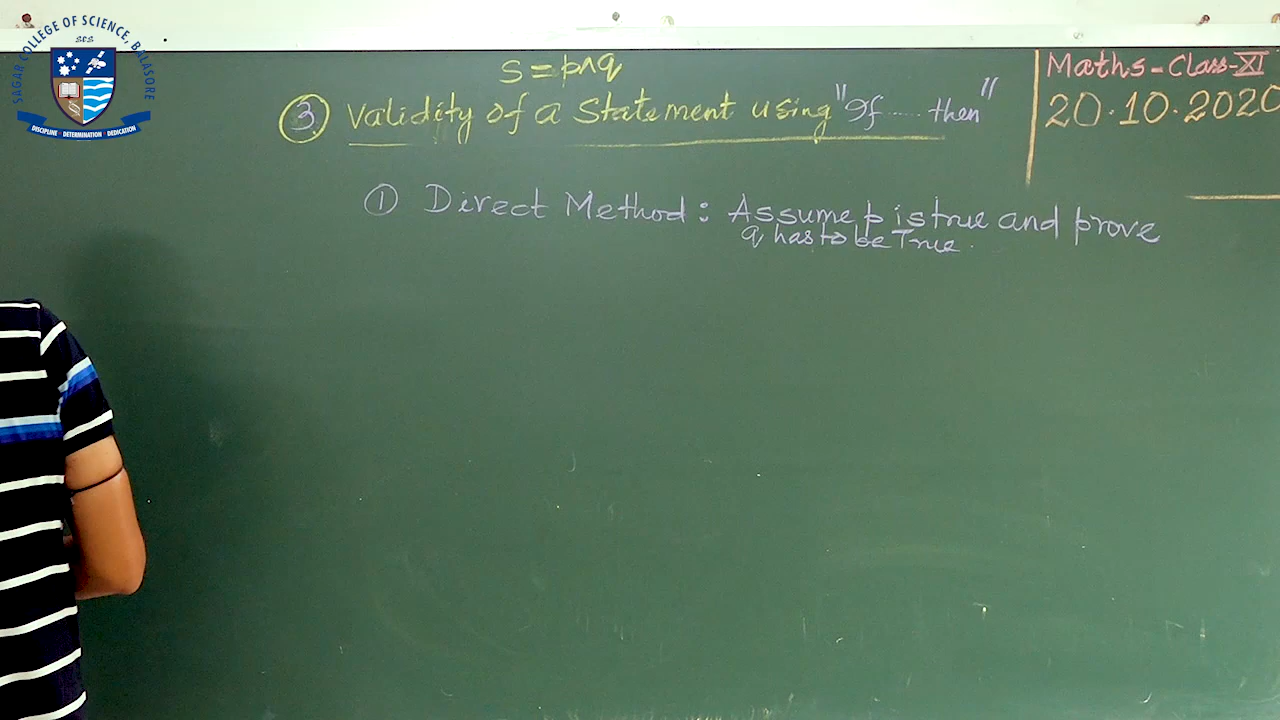 SAGAR COLLEGE OF SCIENCE, BALASORE
SCS
DISCIPLINE · DETERMINATION · DEDICATION
S = p∧q
Maths - Class - XI
20.10.2020
③ Validity of a Statement using "If ..... then"
① Direct Method : Assume p is true and prove
q has to be True.